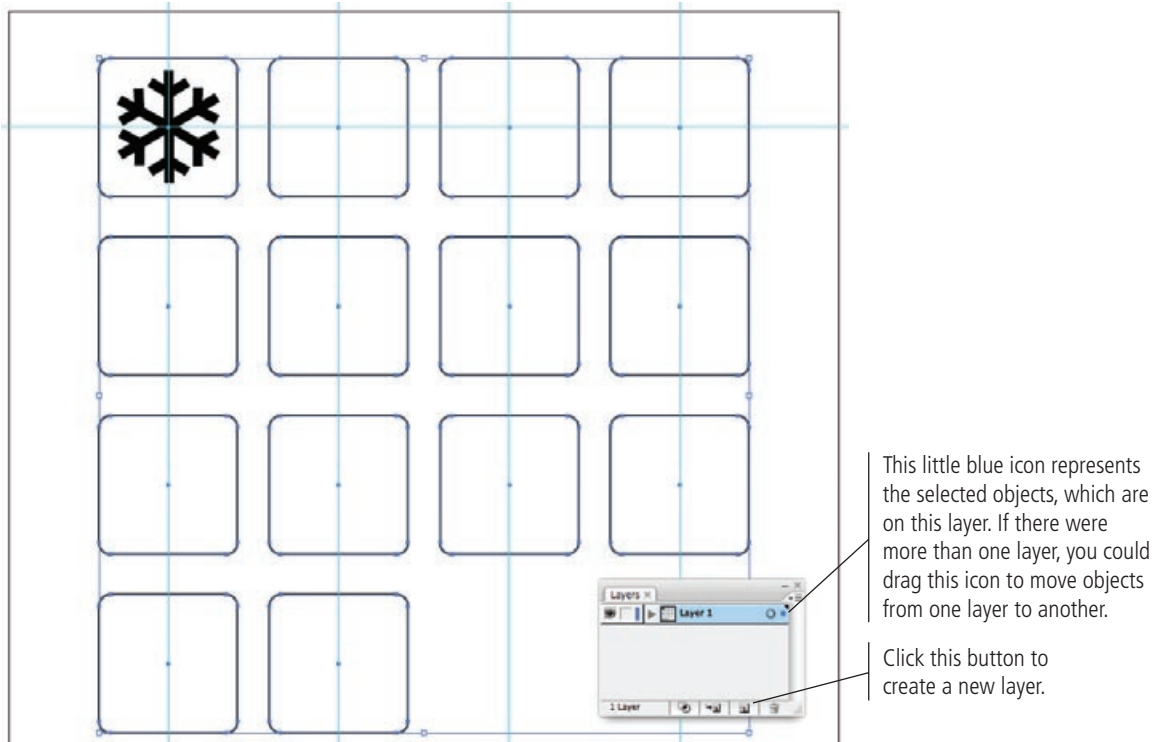 This little blue icon represents
the selected objects, which are
on this layer. If there were
more than one layer, you could
drag this icon to move objects
from one layer to another.
Layers ×
Layer 1
Click this button to
create a new layer.
1 Layer